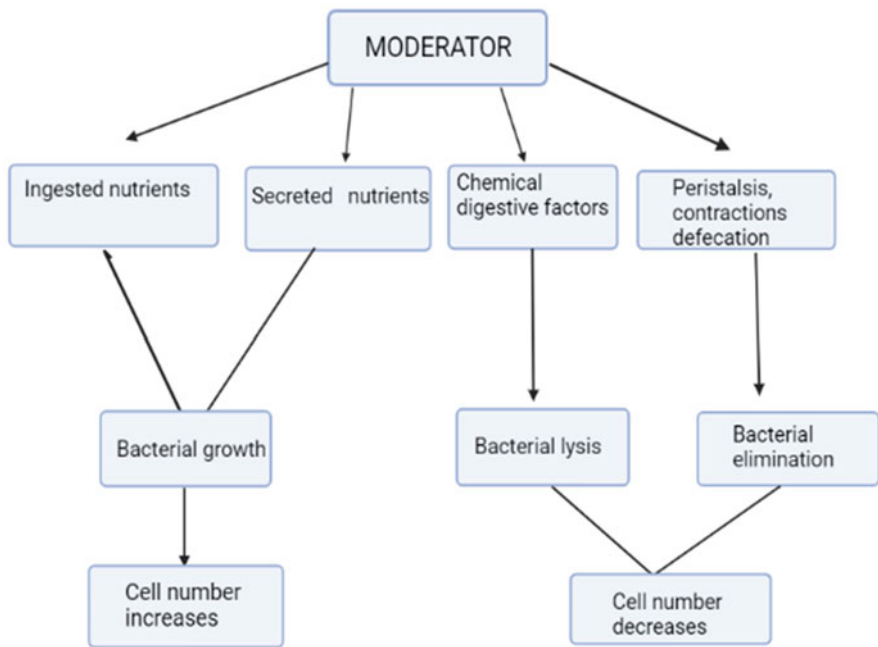 MODERATOR
Ingested nutrients
Secreted nutrients
Chemical
digestive factors
Peristalsis,
contractions
defecation
Bacterial growth
Bacterial lysis
Bacterial
elimination
Cell number
increases
Cell number
decreases